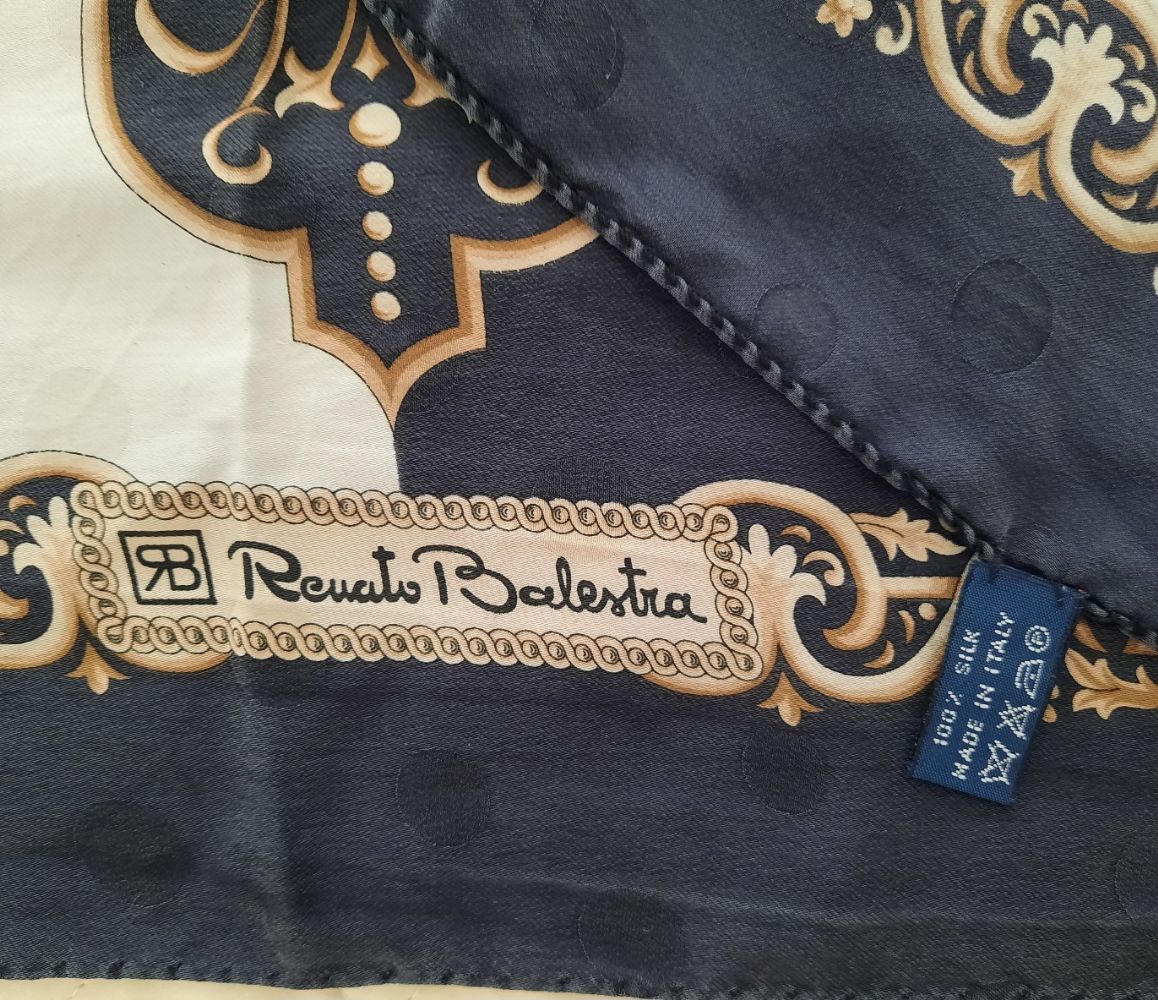 RB Renato Balestra
100% SILK
MADE IN ITALY
P